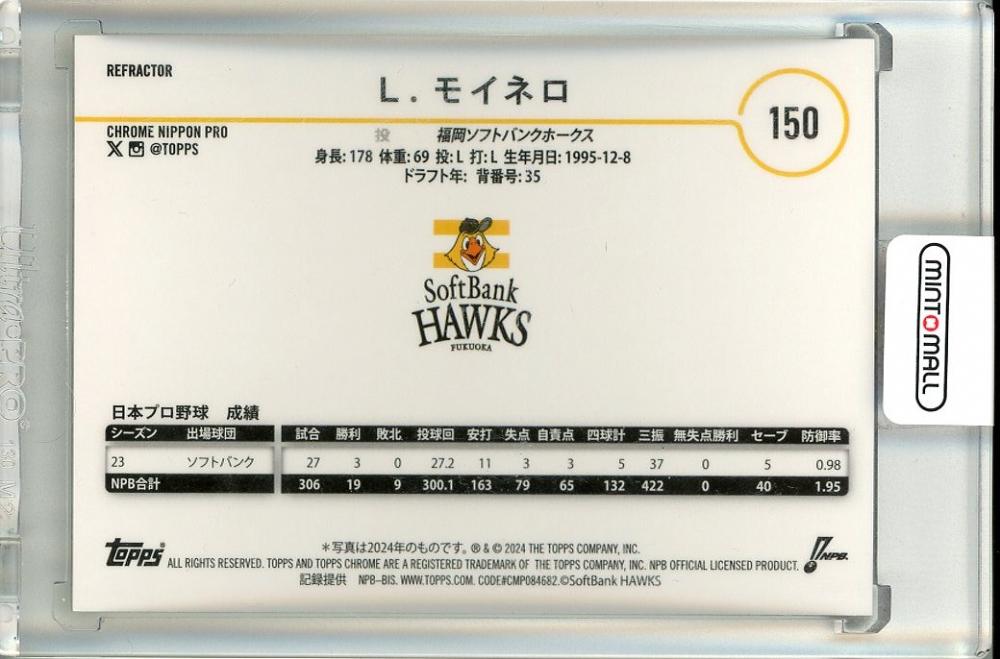 REFRACTOR
L. モイネロ
150
CHROME NIPPON PRO
X @TOPPS
投 福岡ソフトバンクホークス
身長: 178 体重: 69 投: L 打: L 生年月日: 1995-12-8
ドラフト年: 背番号: 35
SoftBank
HAWKS
FUKUOKA
MINTOMALL
日本プロ野球 成績
シーズン 出場球団 試合 勝利 敗北 投球回 安打 失点 自責点 四球計 三振 無失点勝利 セーブ 防御率
23 ソフトバンク 27 3 0 27.2 11 3 3 5 37 0 5 0.98
NPB合計 306 19 9 300.1 163 79 65 132 422 0 40 1.95
topps
＊写真は2024年のものです。 ® & © 2024 THE TOPPS COMPANY, INC.
ALL RIGHTS RESERVED. TOPPS AND TOPPS CHROME ARE A REGISTERED TRADEMARK OF THE TOPPS COMPANY, INC. NPB OFFICIAL LICENSED PRODUCT.
記録提供 NPB-BIS. WWW.TOPPS.COM. CODE#CMP084682.©SoftBank HAWKS
NPB.
Ultra PRO